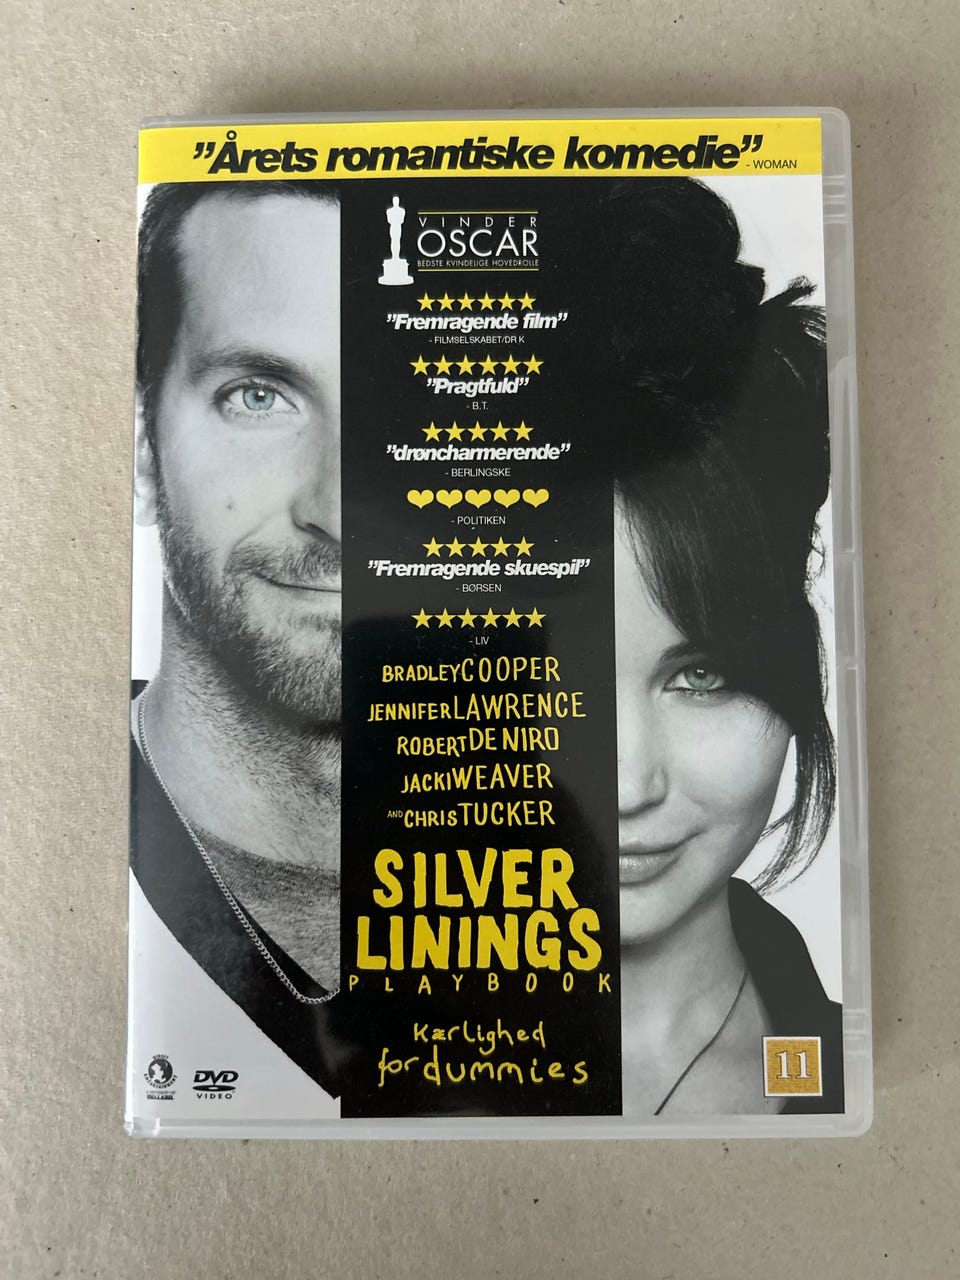 ”Årets romantiske komedie”
- WOMAN
VINDER
OSCAR
BEDSTE KVINDELIGE HOVEDROLLE
”Fremragende film”
- FILMSELSKABET/DR K
”Pragtfuld”
- B.T.
”drøncharmerende”
- BERLINGSKE
- POLITIKEN
”Fremragende skuespil”
- BØRSEN
- LIV
BRADLEY COOPER
JENNIFER LAWRENCE
ROBERT DE NIRO
JACKI WEAVER
AND CHRIS TUCKER
SILVER
LININGS
PLAYBOOK
Kærlighed
for dummies
11
DVD
VIDEO